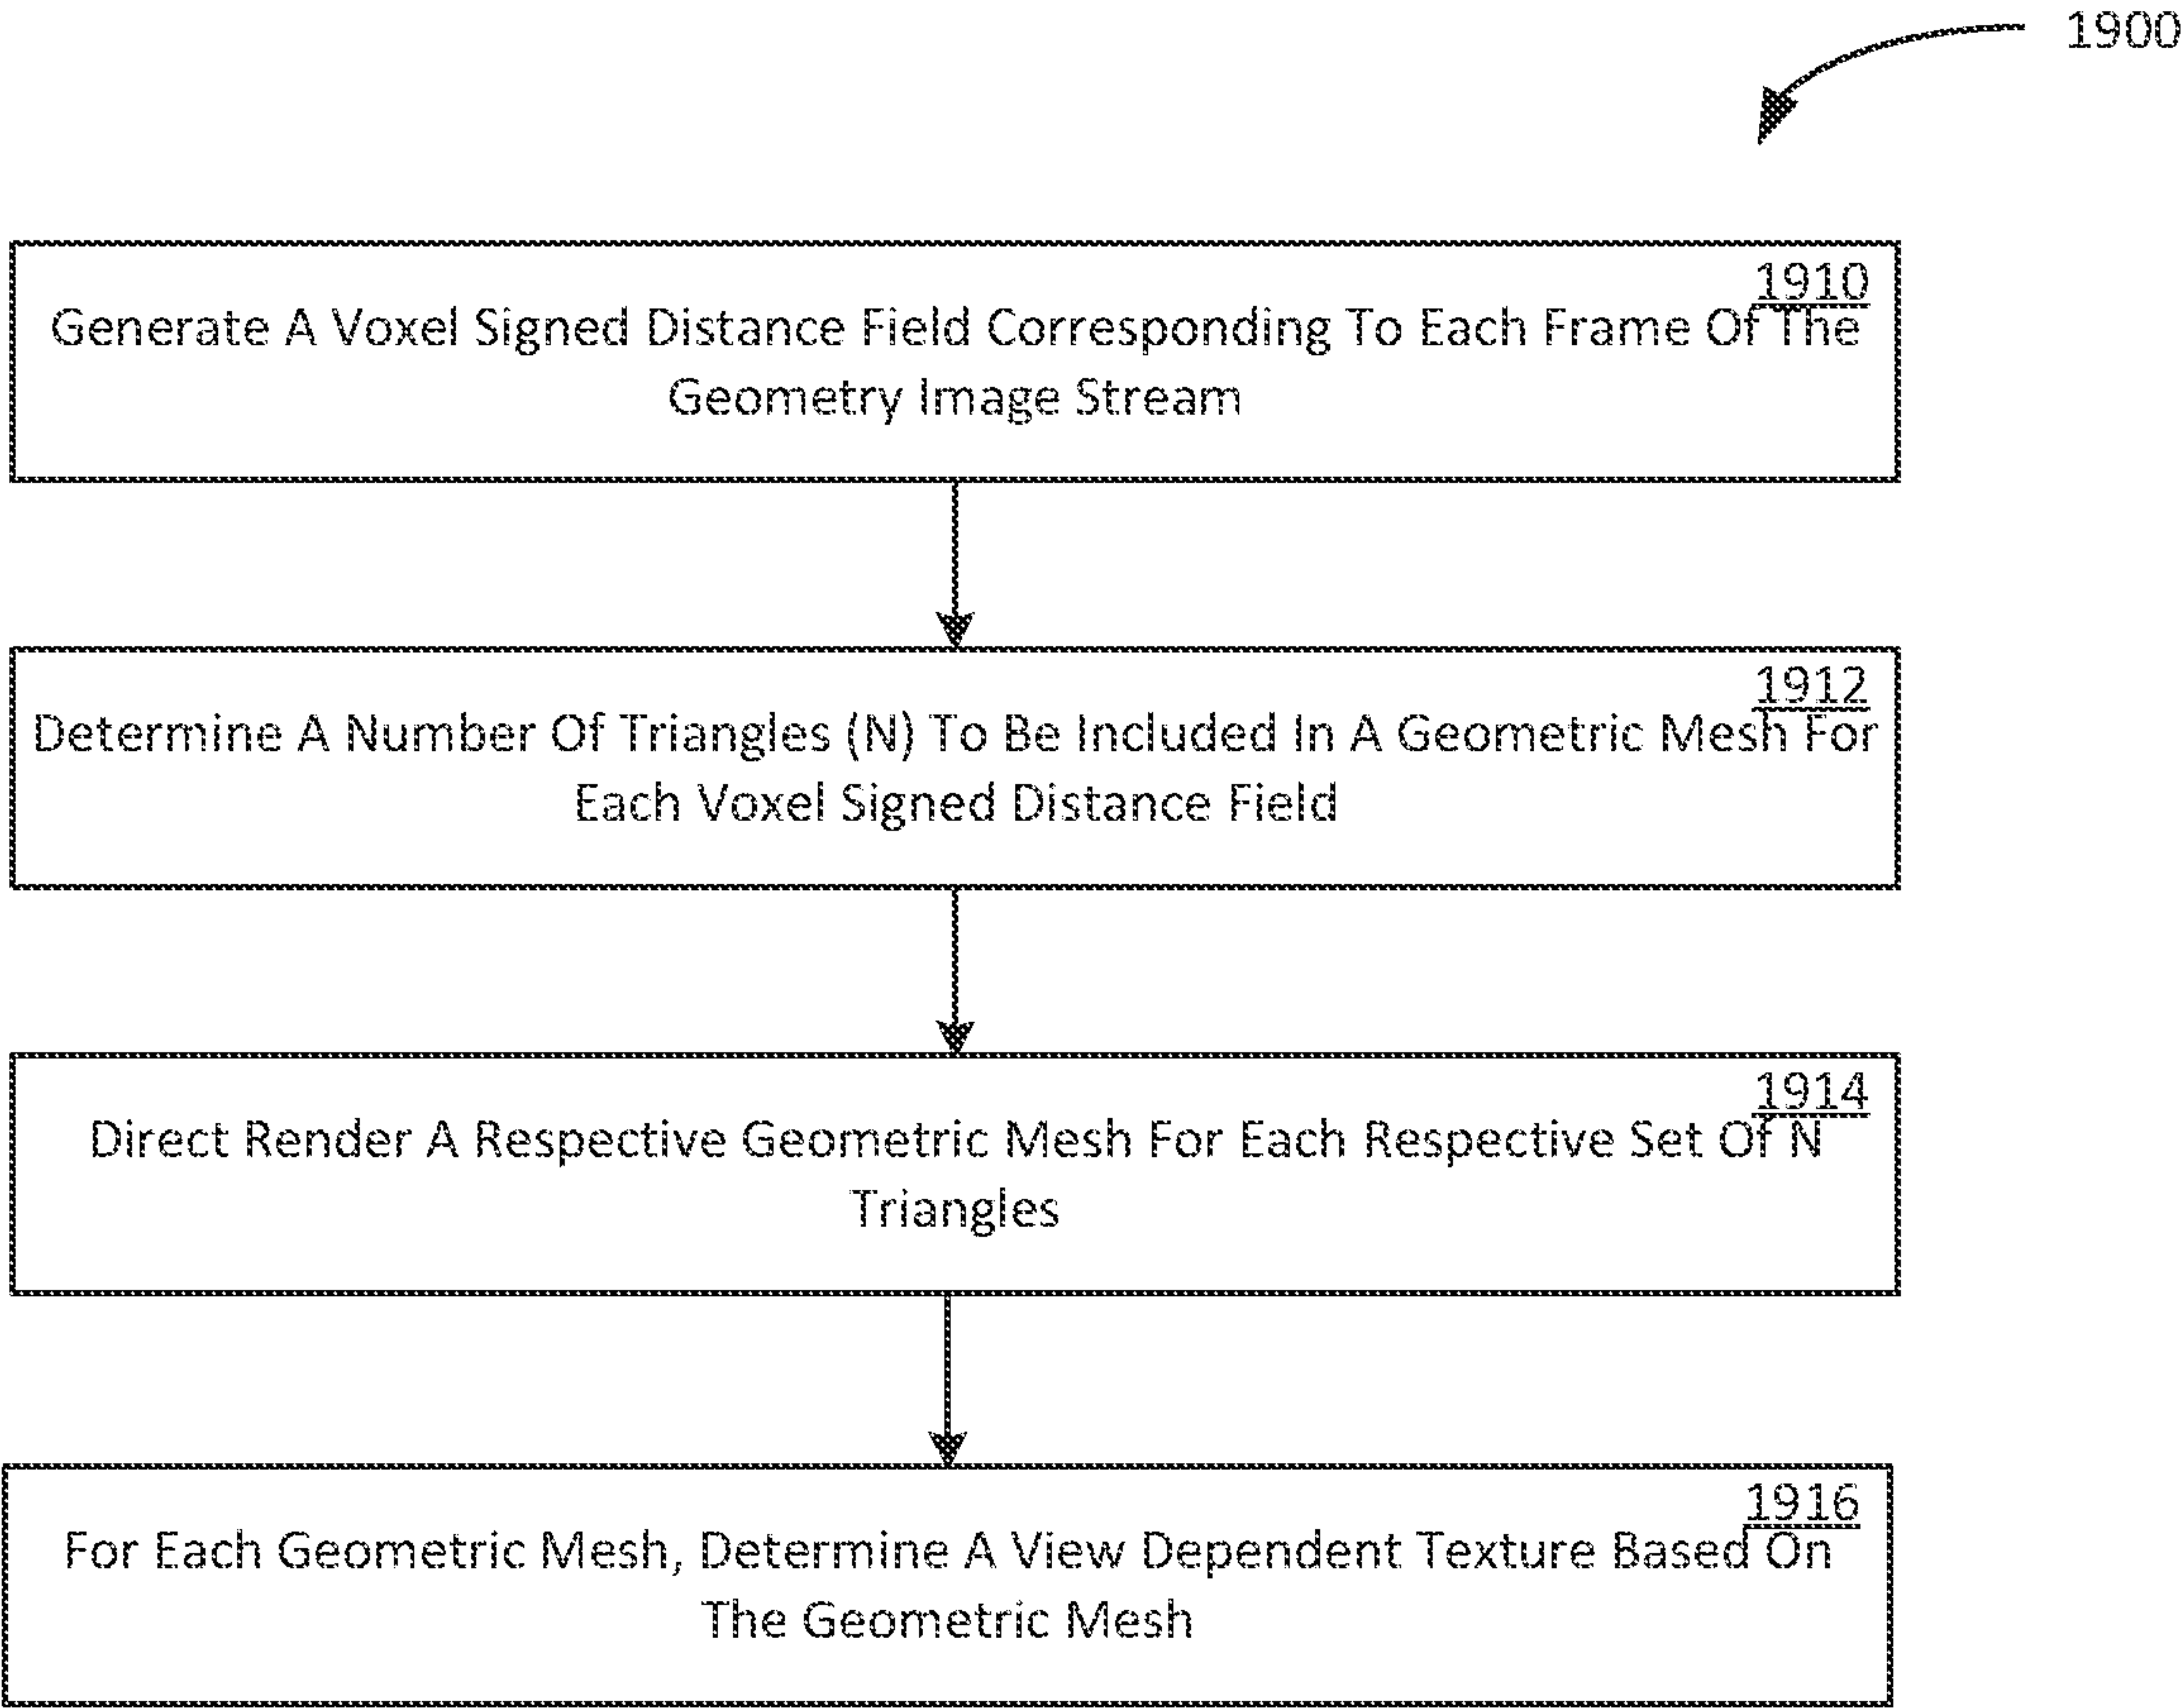 1900
1910
Generate A Voxel Signed Distance Field Corresponding To Each Frame Of The
Geometry Image Stream
1912
Determine A Number Of Triangles (N) To Be Included In A Geometric Mesh For
Each Voxel Signed Distance Field
1914
Direct Render A Respective Geometric Mesh For Each Respective Set Of N
Triangles
1916
For Each Geometric Mesh, Determine A View Dependent Texture Based On
The Geometric Mesh